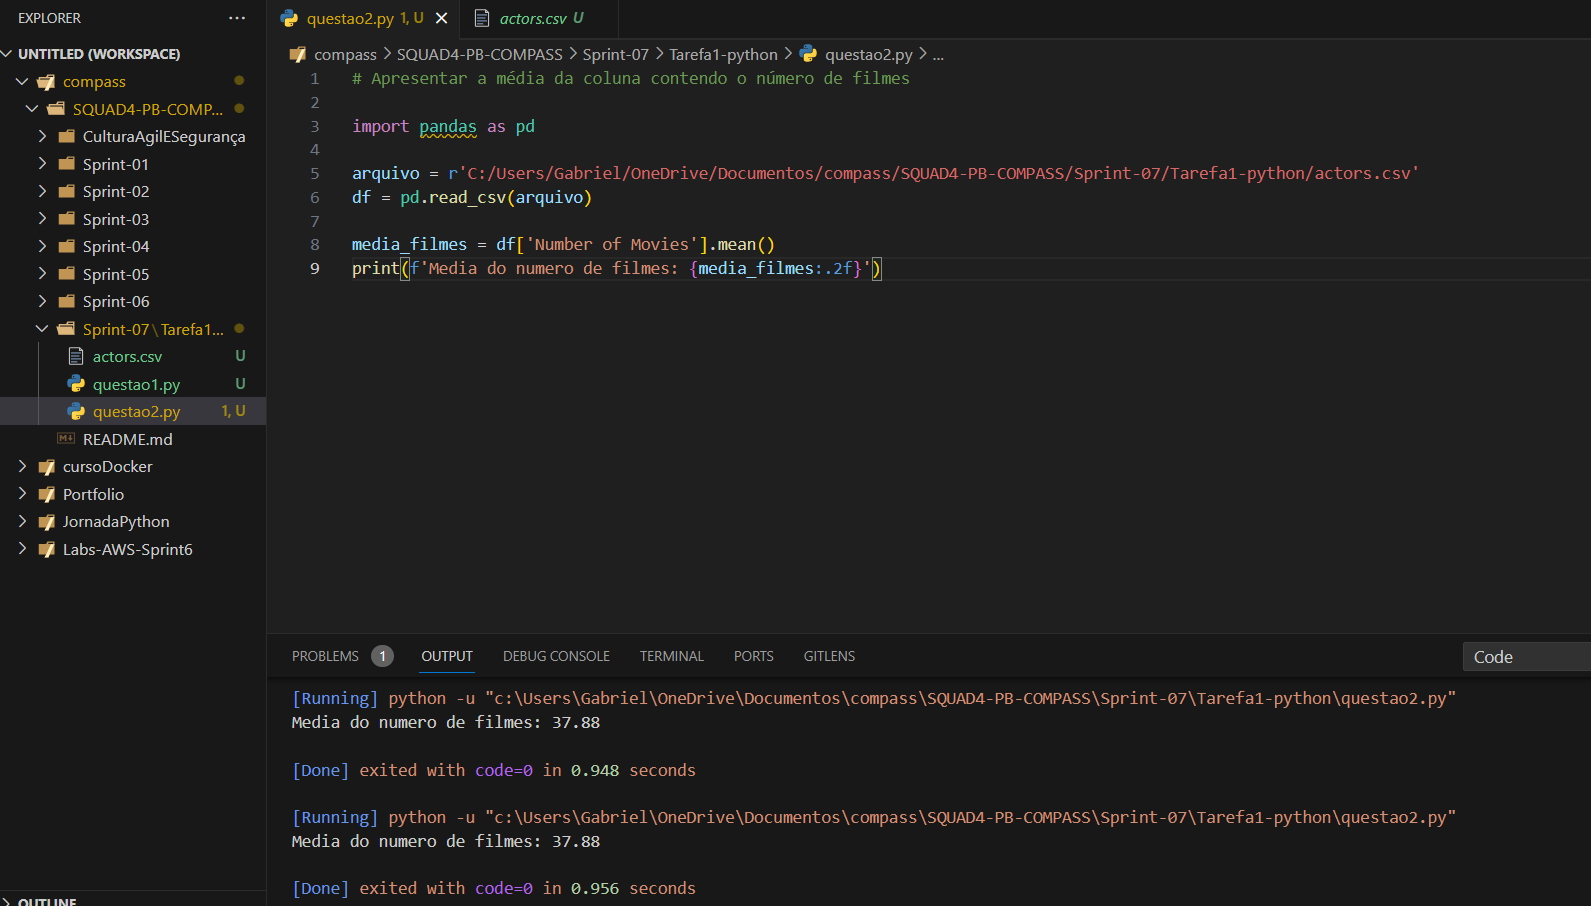 EXPLORER ...
UNTITLED (WORKSPACE)
compass
SQUAD4-PB-COMP...
CulturaAgilESegurança
Sprint-01
Sprint-02
Sprint-03
Sprint-04
Sprint-05
Sprint-06
Sprint-07\Tarefa1...
actors.csv U
questao1.py U
questao2.py 1, U
README.md
cursoDocker
Portfolio
JornadaPython
Labs-AWS-Sprint6
OUTLINE
questao2.py 1, U
actors.csv U
compass > SQUAD4-PB-COMPASS > Sprint-07 > Tarefa1-python > questao2.py > ...
1 # Apresentar a média da coluna contendo o número de filmes
2
3 import pandas as pd
4
5 arquivo = r'C:/Users/Gabriel/OneDrive/Documentos/compass/SQUAD4-PB-COMPASS/Sprint-07/Tarefa1-python/actors.csv'
6 df = pd.read_csv(arquivo)
7
8 media_filmes = df['Number of Movies'].mean()
9 print(f'Media do numero de filmes: {media_filmes:.2f}')
PROBLEMS 1 OUTPUT DEBUG CONSOLE TERMINAL PORTS GITLENS Code
[Running] python -u "c:\Users\Gabriel\OneDrive\Documentos\compass\SQUAD4-PB-COMPASS\Sprint-07\Tarefa1-python\questao2.py"
Media do numero de filmes: 37.88
[Done] exited with code=0 in 0.948 seconds
[Running] python -u "c:\Users\Gabriel\OneDrive\Documentos\compass\SQUAD4-PB-COMPASS\Sprint-07\Tarefa1-python\questao2.py"
Media do numero de filmes: 37.88
[Done] exited with code=0 in 0.956 seconds